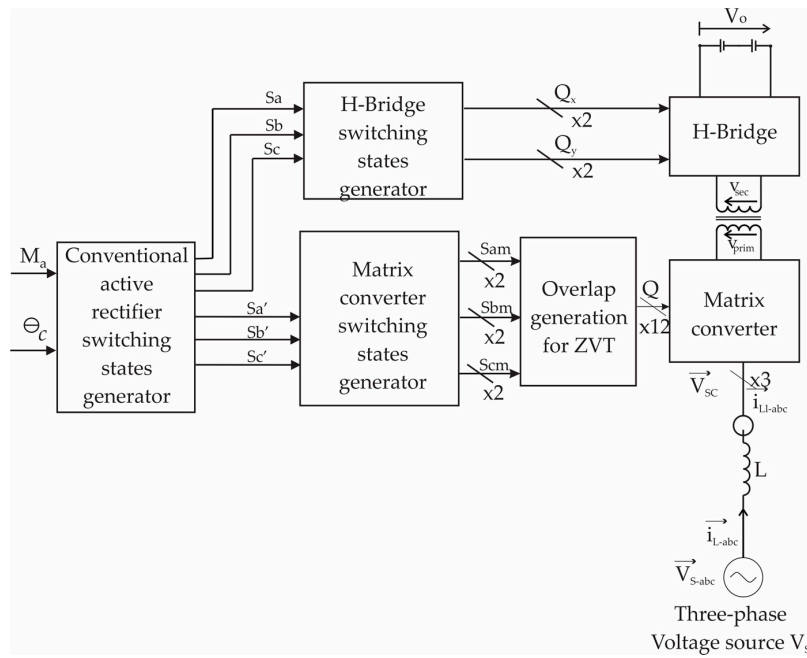 Vo
Sa
Sb
Sc
H-Bridge
switching
states
generator
Qx
x2
Qy
x2
H-Bridge
Vsec
Vprim
Ma
ϴC
Conventional
active
rectifier
switching
states
generator
Sa′
Sb′
Sc′
Matrix
converter
switching
states
generator
Sam
x2
Sbm
x2
Scm
x2
Overlap
generation
for ZVT
Q
x12
Matrix
converter
VSC
x3
iLI-abc
L
iL-abc
VS-abc
Three-phase
Voltage source Vs